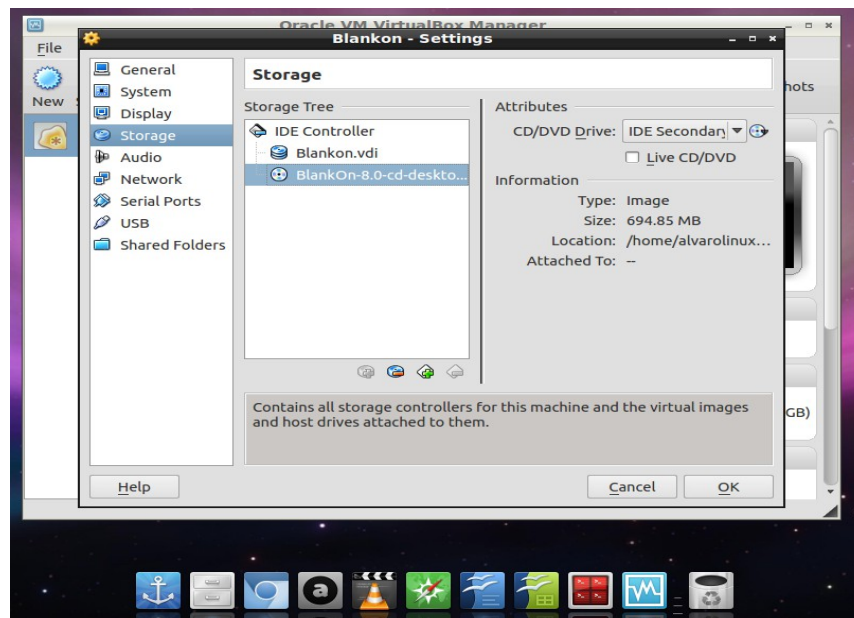 Oracle VM VirtualBox Manager
Blankon - Settings
File
New
hots
GB)
General
System
Display
Storage
Audio
Network
Serial Ports
USB
Shared Folders
Storage
Storage Tree
IDE Controller
Blankon.vdi
BlankOn-8.0-cd-deskto...
Attributes
CD/DVD Drive: IDE Secondary
Live CD/DVD
Information
Type: Image
Size: 694.85 MB
Location: /home/alvarolinux...
Attached To: --
Contains all storage controllers for this machine and the virtual images
and host drives attached to them.
Help
Cancel
OK
a